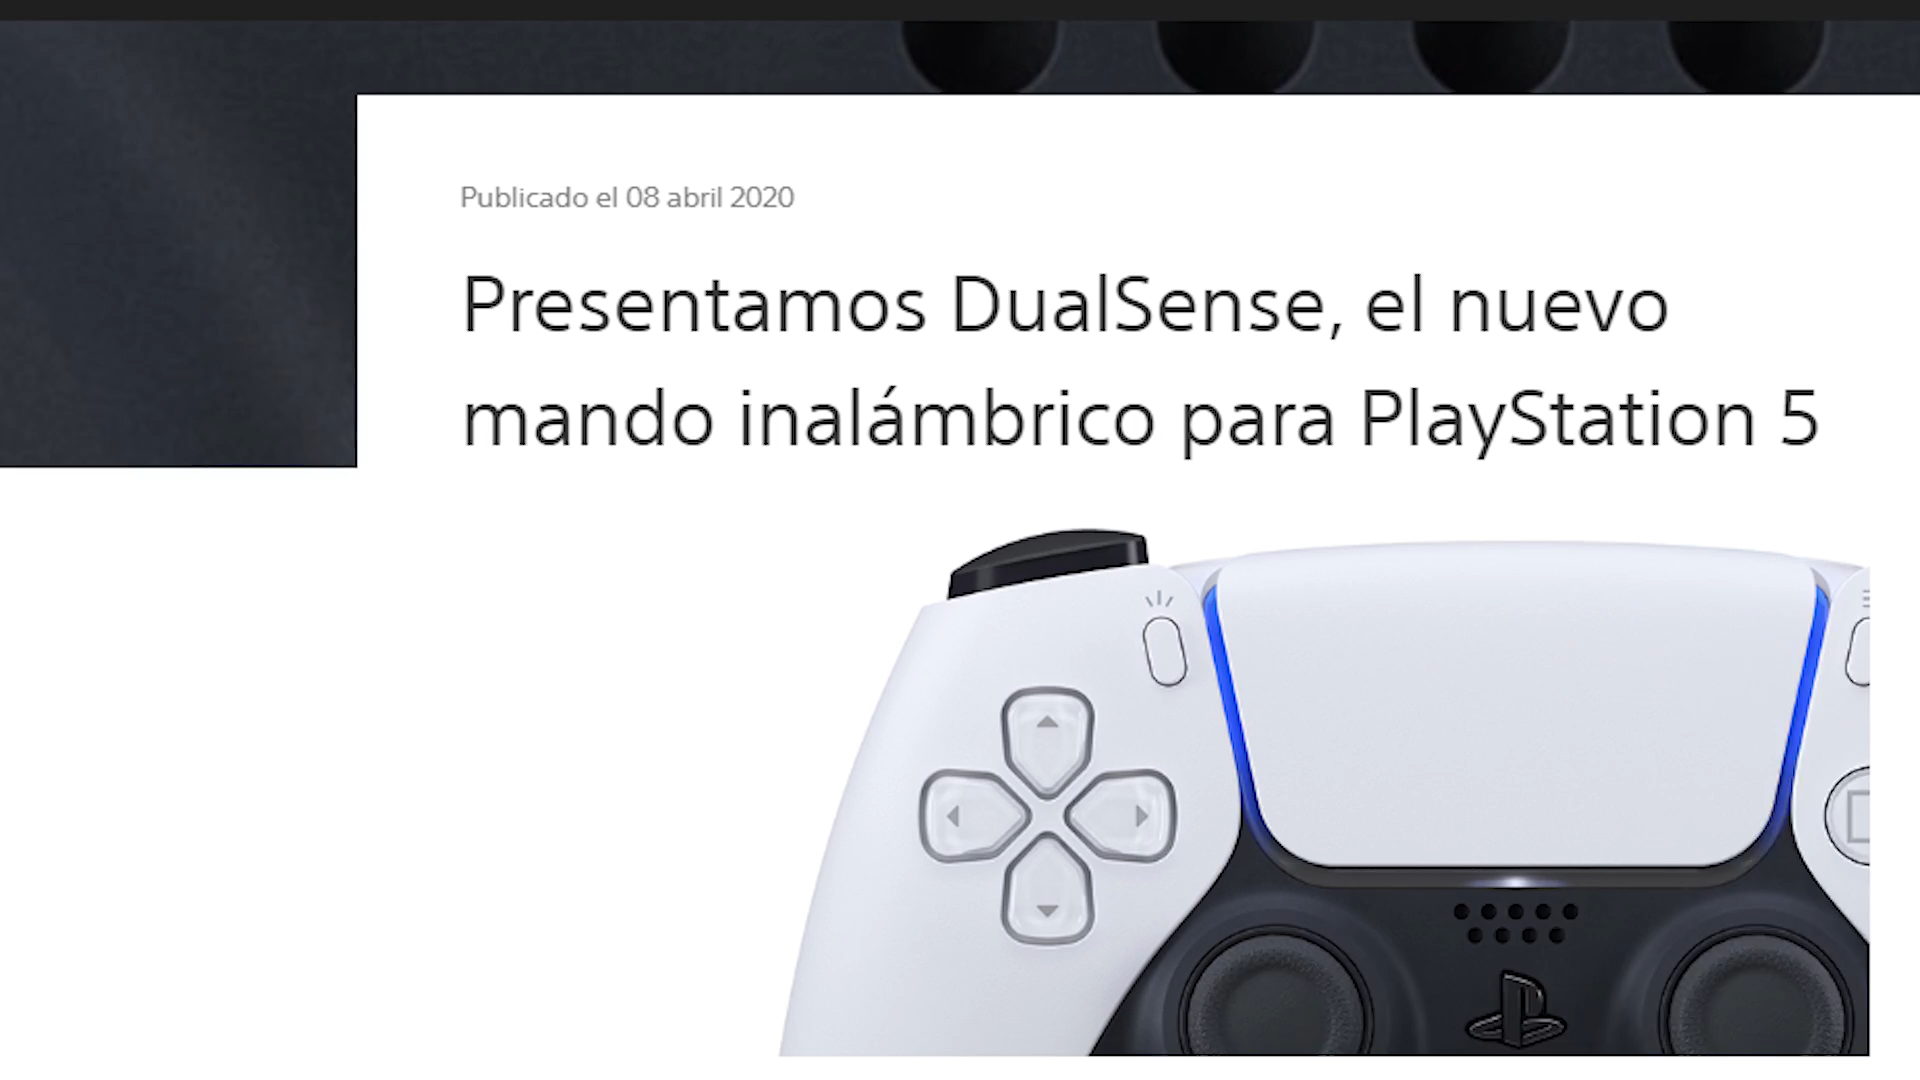 Publicado el 08 abril 2020
Presentamos DualSense, el nuevo
mando inalámbrico para PlayStation 5